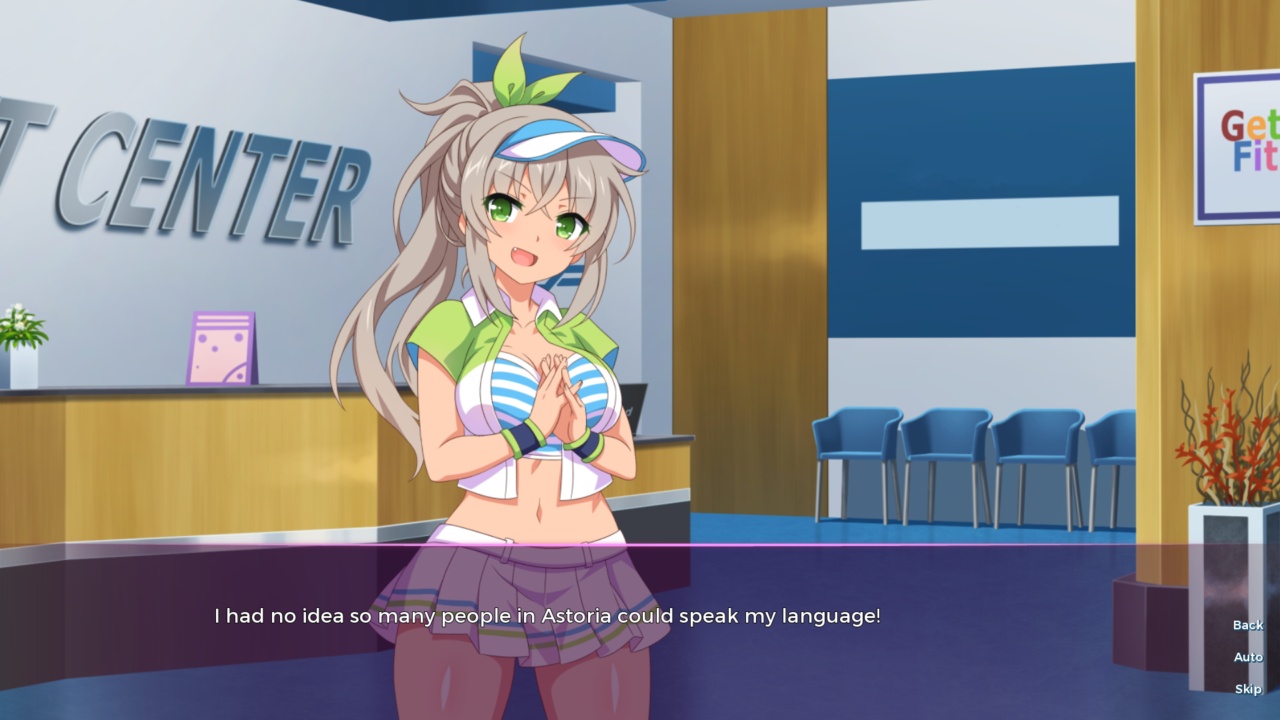 T CENTER
Get
Fit
I had no idea so many people in Astoria could speak my language!
Back
Auto
Skip